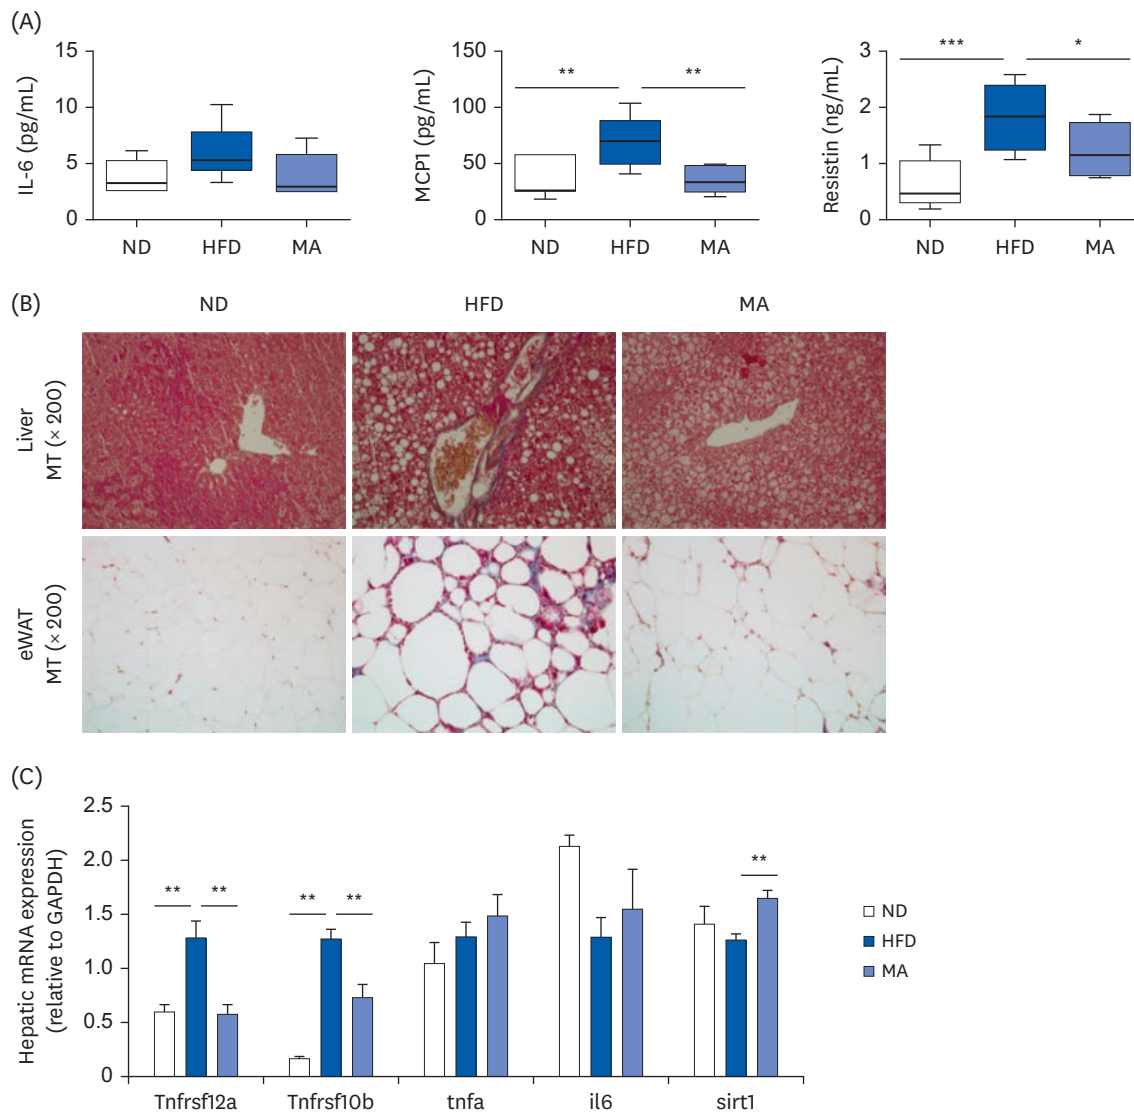 (A)
IL-6 (pg/mL)
15
10
5
0
ND HFD MA
MCP1 (pg/mL)
150
100
50
0
** **
ND HFD MA
Resistin (ng/mL)
3
2
1
0
*** *
ND HFD MA
(B)
ND HFD MA
Liver
MT (× 200)
eWAT
MT (× 200)
(C)
Hepatic mRNA expression
(relative to GAPDH)
2.5
2.0
1.5
1.0
0.5
0
** **
** **
**
Tnfrsf12a Tnfrsf10b tnfa il6 sirt1
ND
HFD
MA